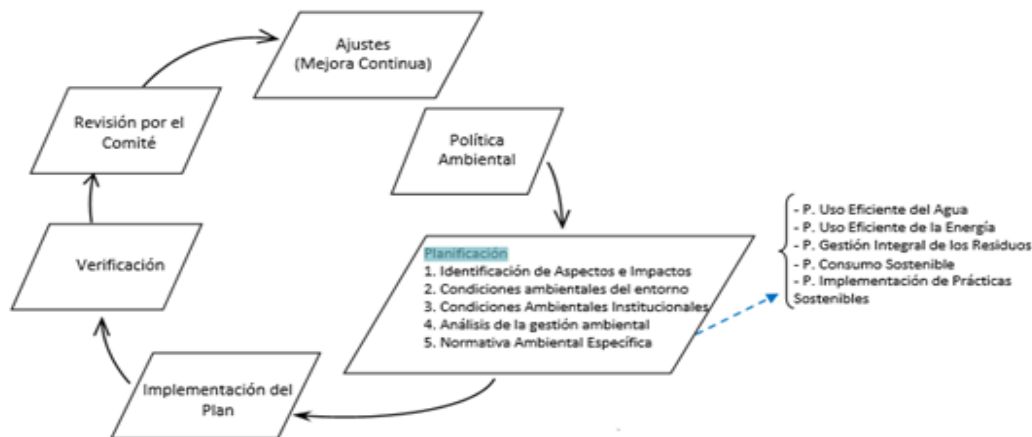 Ajustes
(Mejora Continua)
Política
Ambiental
Planificación
1. Identificación de Aspectos e Impactos
2. Condiciones ambientales del entorno
3. Condiciones Ambientales Institucionales
4. Análisis de la gestión ambiental
5. Normativa Ambiental Específica
- P. Uso Eficiente del Agua
- P. Uso Eficiente de la Energía
- P. Gestión Integral de los Residuos
- P. Consumo Sostenible
- P. Implementación de Prácticas
Sostenibles
Implementación del
Plan
Verificación
Revisión por el
Comité